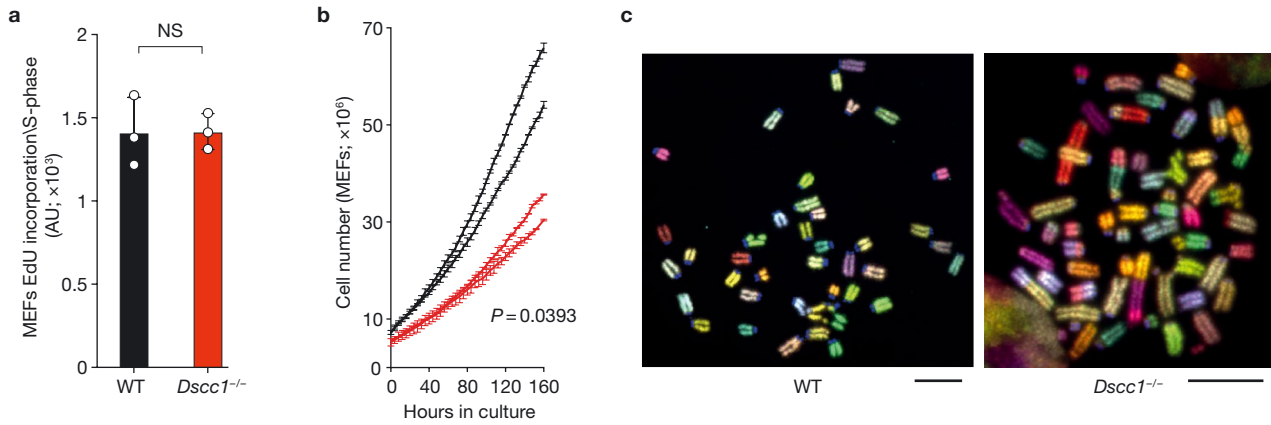 a
NS
MEFs EdU incorporation\S-phase
(AU; ×10³)
2
1.5
1
0.5
0
WT
Dscc1⁻/⁻
b
Cell number (MEFs; ×10⁶)
70
50
30
10
0
P = 0.0393
0 40 80 120 160
Hours in culture
c
WT
Dscc1⁻/⁻